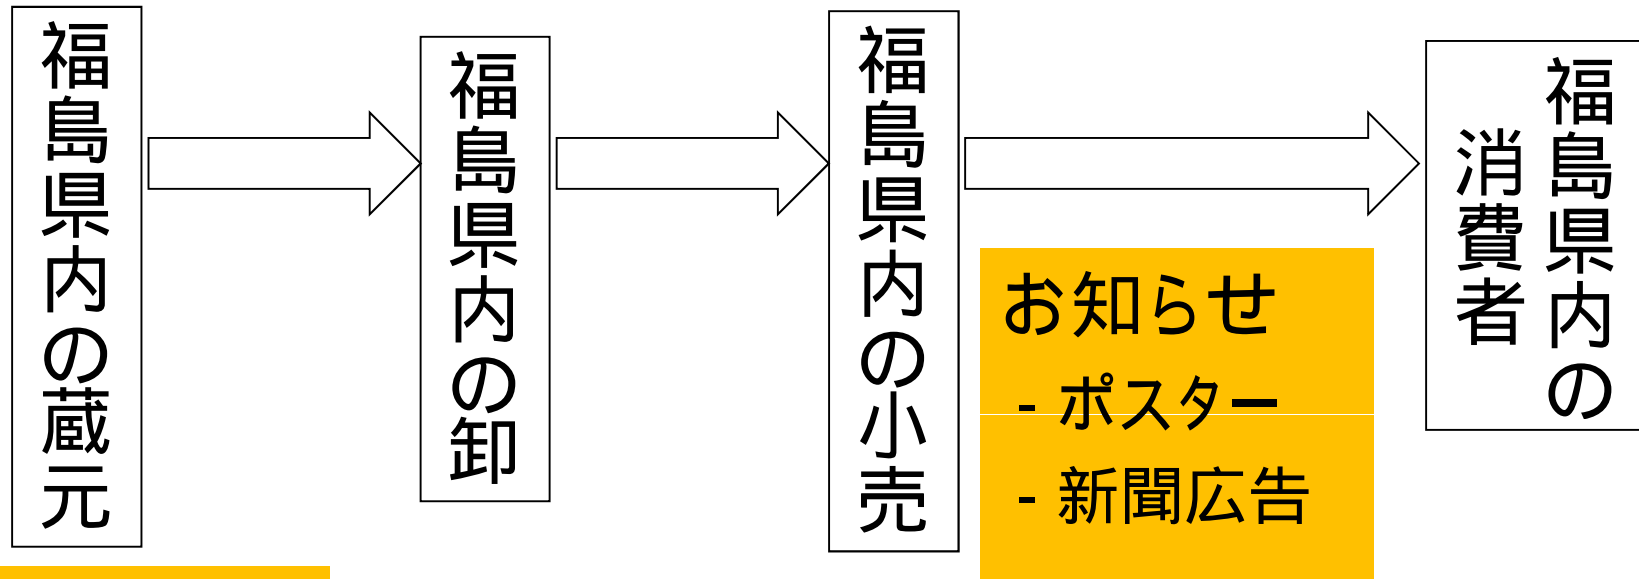 福島県内の蔵元
福島県内の卸
福島県内の小売
福島県内の
消費者
お知らせ
- ポスター
- 新聞広告